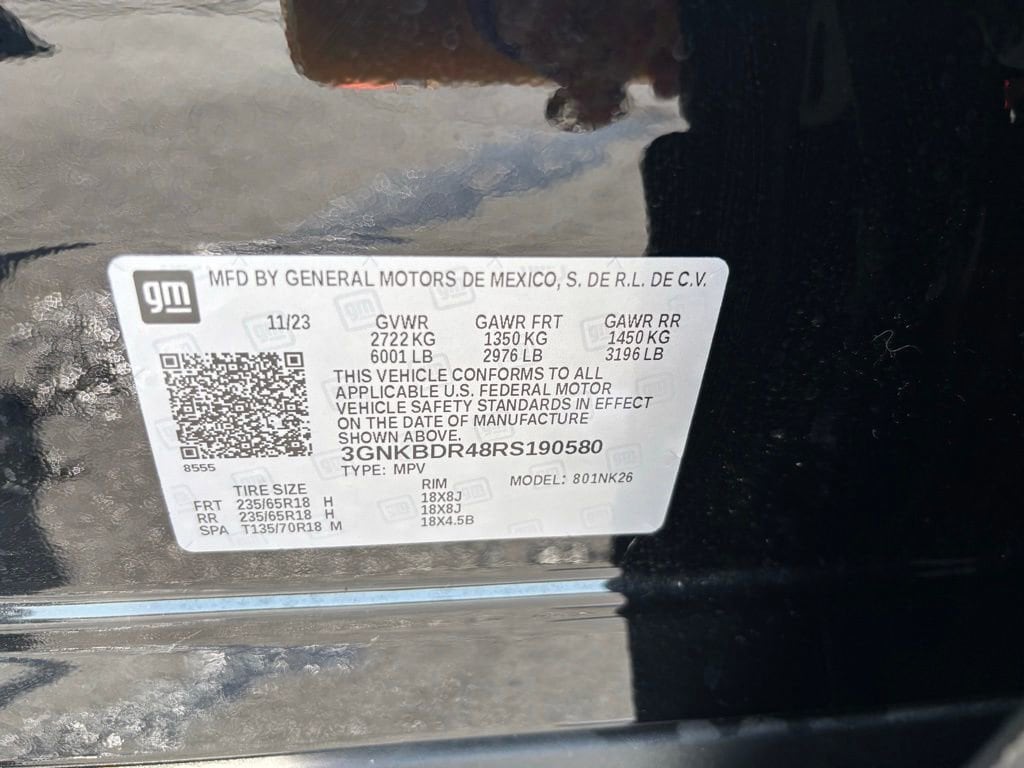 gm
MFD BY GENERAL MOTORS DE MEXICO, S. DE R.L. DE C.V.
11/23 GVWR GAWR FRT GAWR RR
2722 KG 1350 KG 1450 KG
6001 LB 2976 LB 3196 LB
THIS VEHICLE CONFORMS TO ALL
APPLICABLE U.S. FEDERAL MOTOR
VEHICLE SAFETY STANDARDS IN EFFECT
ON THE DATE OF MANUFACTURE
SHOWN ABOVE.
8555
3GNKBDR48RS190580
TYPE: MPV MODEL: 801NK26
TIRE SIZE RIM
FRT 235/65R18 H 18X8J
RR 235/65R18 H 18X8J
SPA T135/70R18 M 18X4.5B